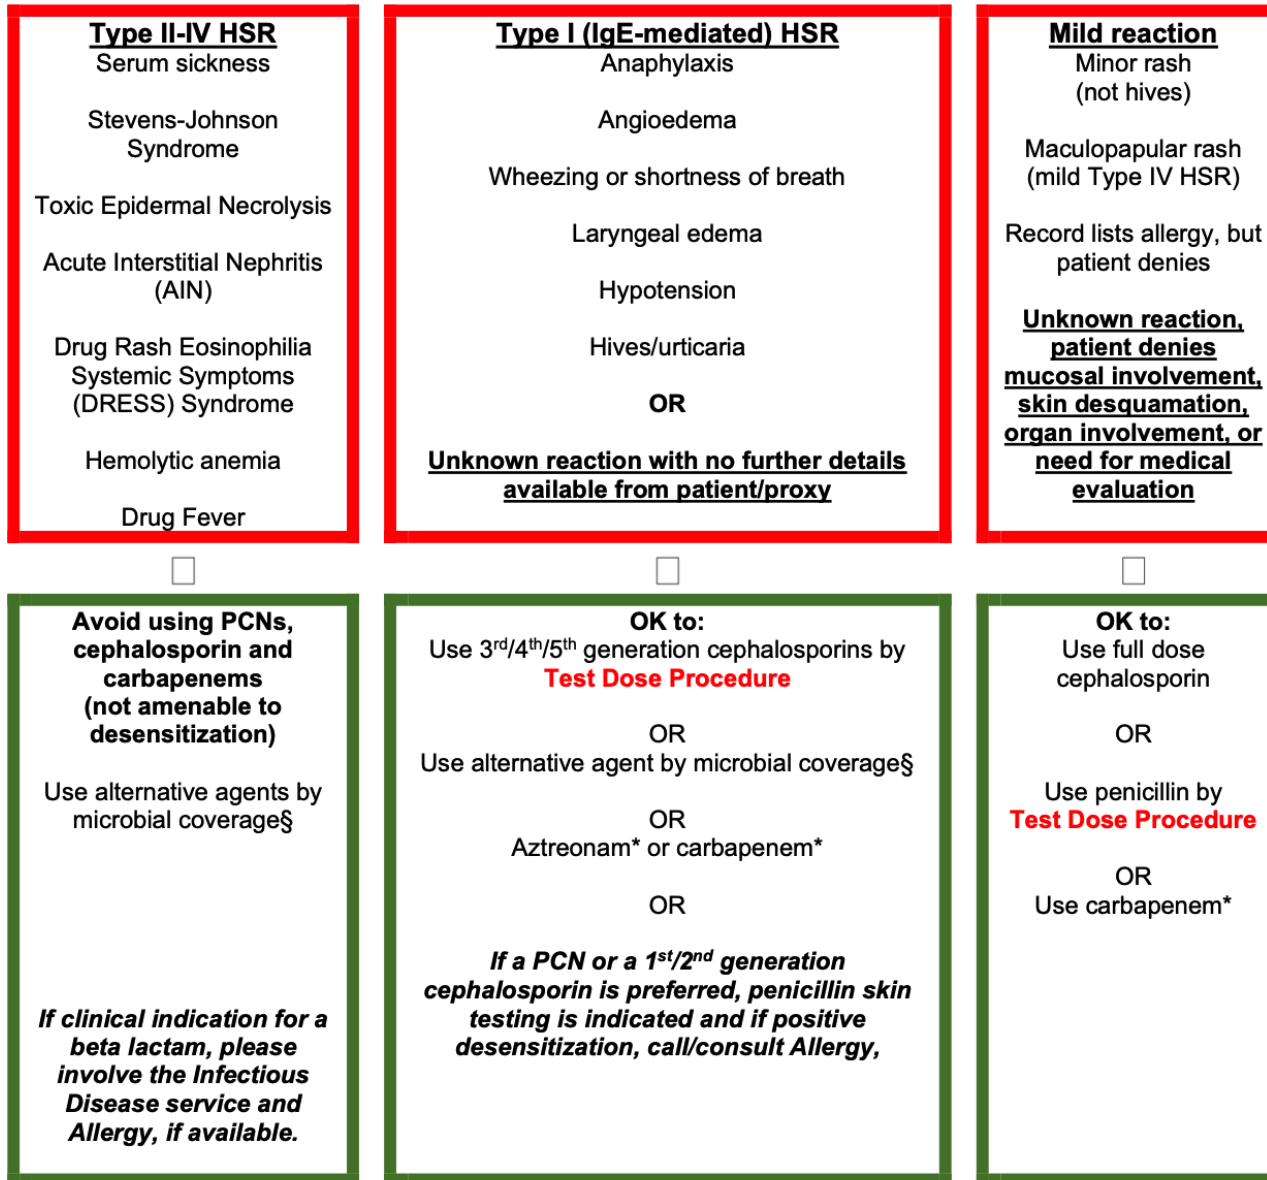 Type II-IV HSR
Serum sickness
Stevens-Johnson
Syndrome
Toxic Epidermal Necrolysis
Acute Interstitial Nephritis
(AIN)
Drug Rash Eosinophilia
Systemic Symptoms
(DRESS) Syndrome
Hemolytic anemia
Drug Fever
Type I (IgE-mediated) HSR
Anaphylaxis
Angioedema
Wheezing or shortness of breath
Laryngeal edema
Hypotension
Hives/urticaria
OR
Unknown reaction with no further details
available from patient/proxy
Mild reaction
Minor rash
(not hives)
Maculopapular rash
(mild Type IV HSR)
Record lists allergy, but
patient denies
Unknown reaction,
patient denies
mucosal involvement,
skin desquamation,
organ involvement, or
need for medical
evaluation
Avoid using PCNs,
cephalosporin and
carbapenems
(not amenable to
desensitization)
Use alternative agents by
microbial coverage§
If clinical indication for a
beta lactam, please
involve the Infectious
Disease service and
Allergy, if available.
OK to:
Use 3rd/4th/5th generation cephalosporins by
Test Dose Procedure
OR
Use alternative agent by microbial coverage§
OR
Aztreonam* or carbapenem*
OR
If a PCN or a 1st/2nd generation
cephalosporin is preferred, penicillin skin
testing is indicated and if positive
desensitization, call/consult Allergy,
OK to:
Use full dose
cephalosporin
OR
Use penicillin by
Test Dose Procedure
OR
Use carbapenem*